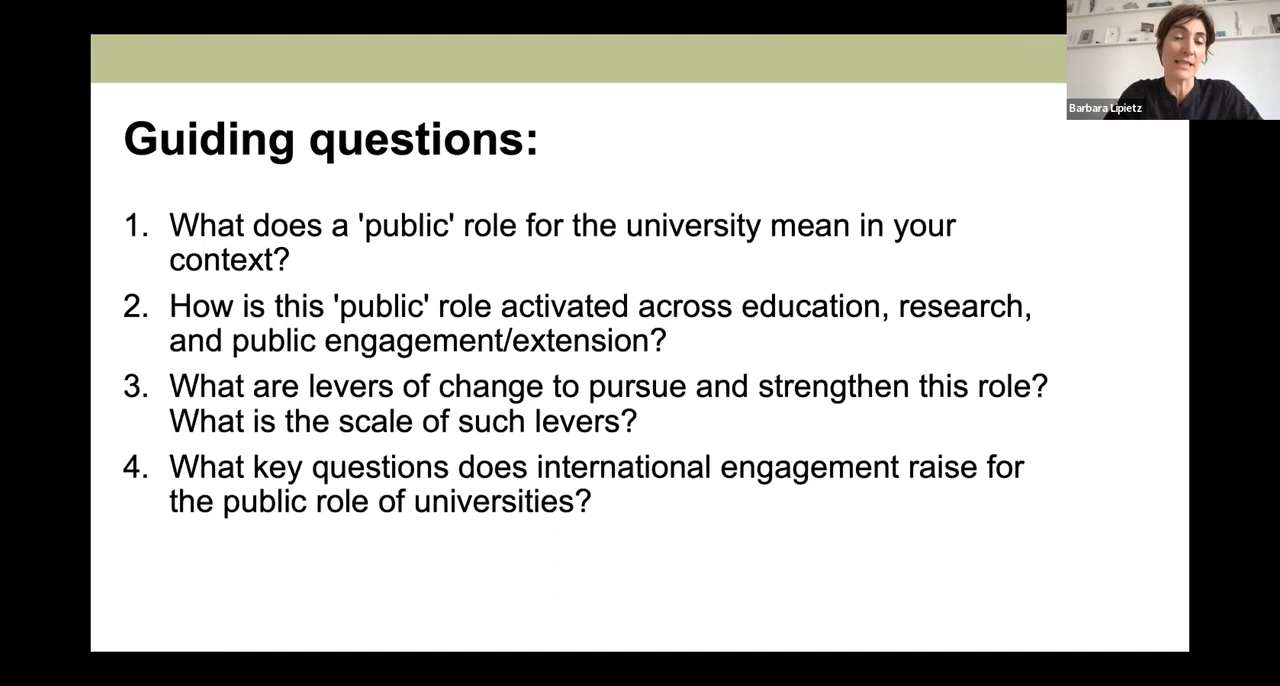 Barbara Lipietz
Guiding questions:
1. What does a 'public' role for the university mean in your
context?
2. How is this 'public' role activated across education, research,
and public engagement/extension?
3. What are levers of change to pursue and strengthen this role?
What is the scale of such levers?
4. What key questions does international engagement raise for
the public role of universities?